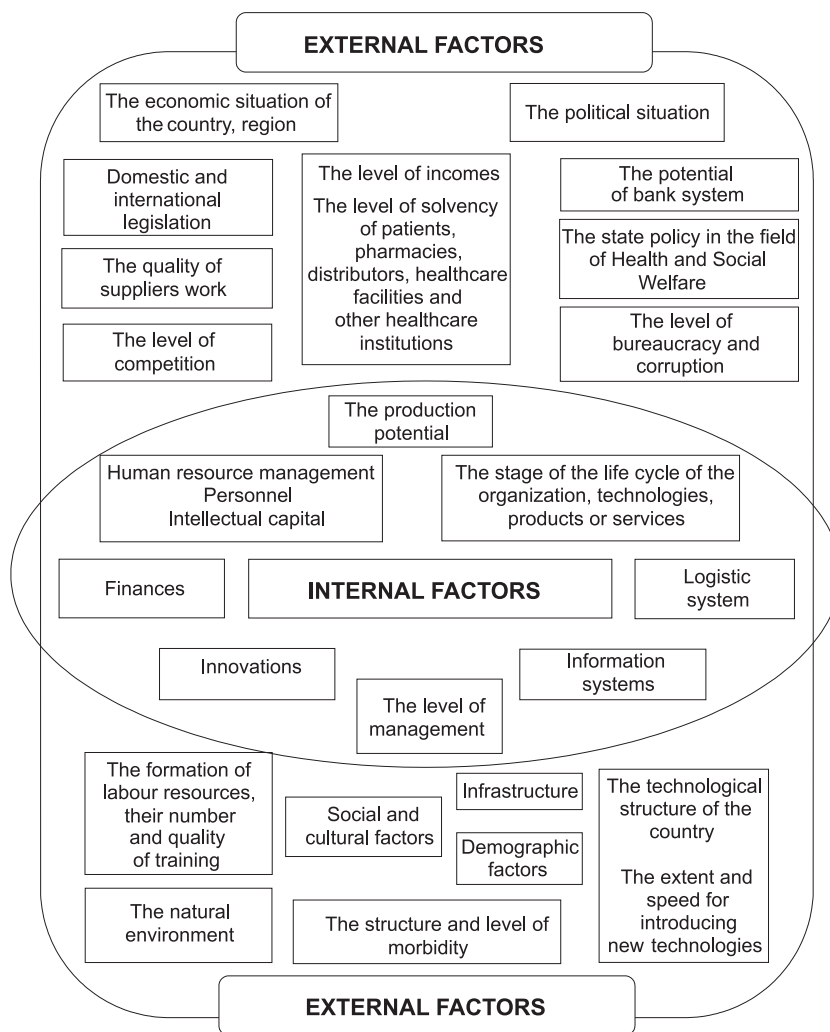 EXTERNAL FACTORS
The economic situation of
the country, region
The political situation
Domestic and
international
legislation
The level of incomes
The level of solvency
of patients,
pharmacies,
distributors, healthcare
facilities and
other healthcare
institutions
The potential
of bank system
The quality of
suppliers work
The state policy in the field
of Health and Social
Welfare
The level of
competition
The level of
bureaucracy and
corruption
The production
potential
Human resource management
Personnel
Intellectual capital
The stage of the life cycle of the
organization, technologies,
products or services
Finances
INTERNAL FACTORS
Logistic
system
Innovations
The level of
management
Information
systems
The formation of
labour resources,
their number
and quality
of training
Social and
cultural factors
Infrastructure
Demographic
factors
The technological
structure of the
country
The extent and
speed for
introducing
new technologies
The natural
environment
The structure and level of
morbidity
EXTERNAL FACTORS